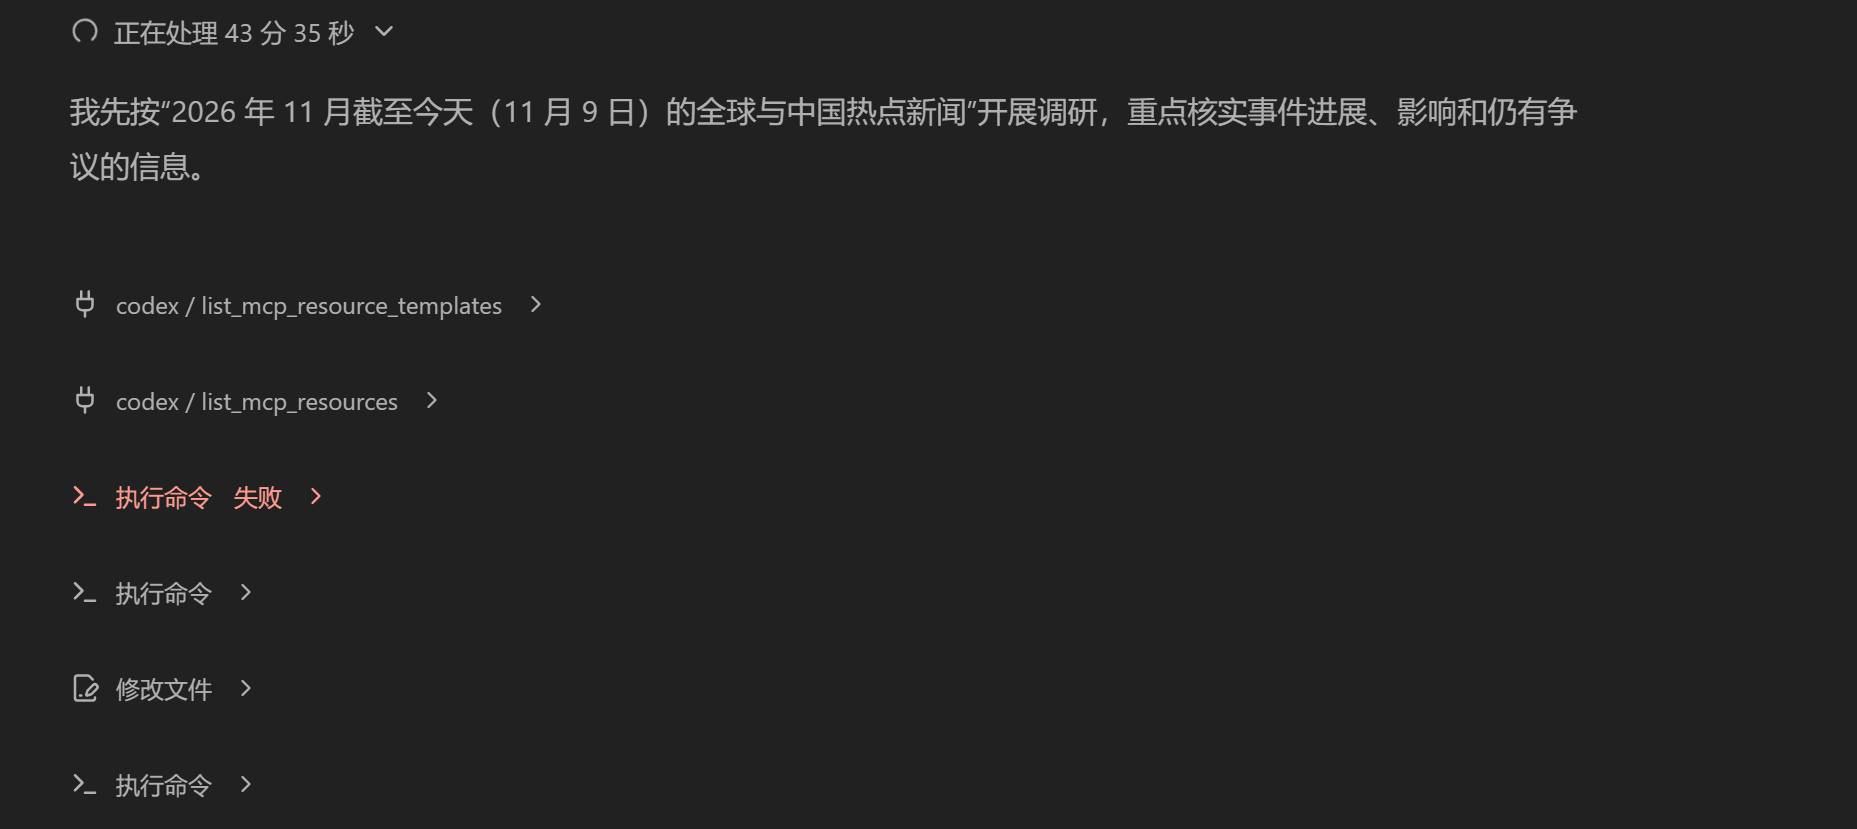 正在处理 43 分 35 秒
我先按“2026 年 11 月截至今天（11 月 9 日）的全球与中国热点新闻”开展调研，重点核实事件进展、影响和仍有争
议的信息。
codex / list_mcp_resource_templates
codex / list_mcp_resources
执行命令 失败
执行命令
修改文件
执行命令